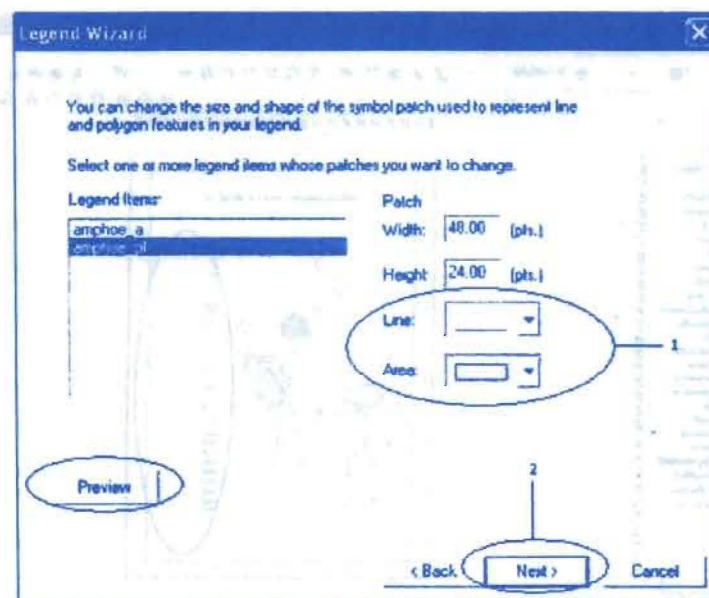 Legend Wizard
You can change the size and shape of the symbol patch used to represent line
and polygon features in your legend.
Select one or more legend items whose patches you want to change.
Legend Items
amphoe_a
amphoe_pt
Patch
Width: 48.00 (pts.)
Height: 24.00 (pts.)
Line:
Area:
1
Preview
2
< Back
Next >
Cancel